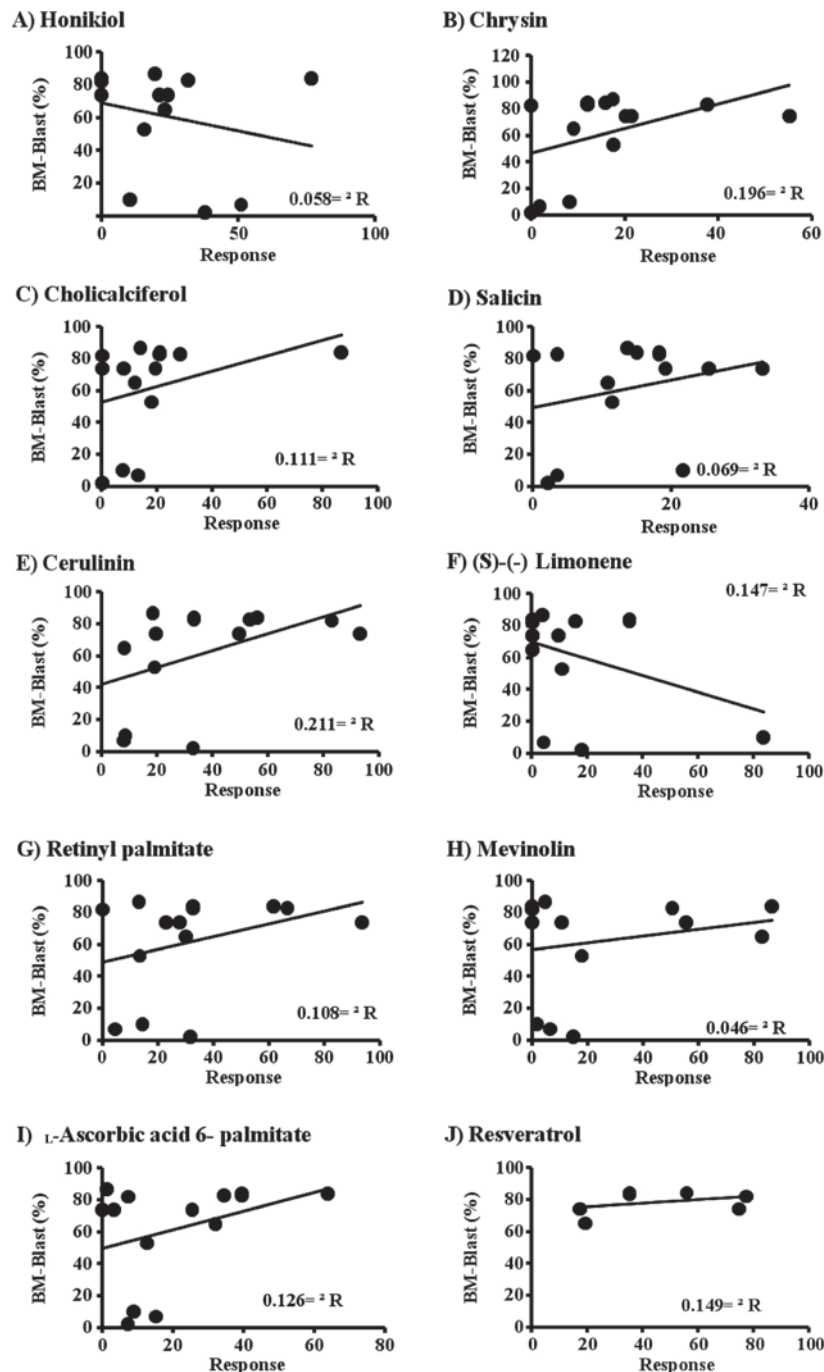 A) Honikiol
100
80
60
40
20
BM-Blast (%)
0.058= ² R
0
50
100
Response
B) Chrysin
120
100
80
60
40
20
0
BM-Blast (%)
0.196= ² R
0
20
40
60
Response
C) Cholicalciferol
100
80
60
40
20
0
BM-Blast (%)
0.111= ² R
0
20
40
60
80
100
Response
D) Salicin
100
80
60
40
20
0
BM-Blast (%)
0.069= ² R
0
20
40
Response
E) Cerulinin
100
80
60
40
20
0
BM-Blast (%)
0.211= ² R
0
20
40
60
80
100
Response
F) (S)-(-) Limonene
0.147= ² R
100
80
60
40
20
0
BM-Blast (%)
0
20
40
60
80
100
Response
G) Retinyl palmitate
100
80
60
40
20
0
BM-Blast (%)
0.108= ² R
0
20
40
60
80
100
Response
H) Mevinolin
100
80
60
40
20
0
BM-Blast (%)
0.046= ² R
0
20
40
60
80
100
Response
I) L-Ascorbic acid 6- palmitate
100
80
60
40
20
0
BM-Blast (%)
0.126= ² R
0
20
40
60
80
Response
J) Resveratrol
100
80
60
40
20
0
BM-Blast (%)
0.149= ² R
0
20
40
60
80
100
Response